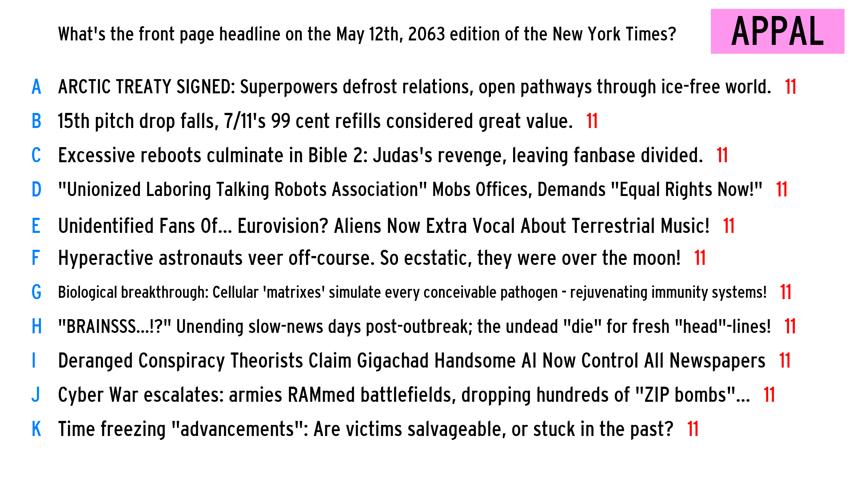 What's the front page headline on the May 12th, 2063 edition of the New York Times?
APPAL
A ARCTIC TREATY SIGNED: Superpowers defrost relations, open pathways through ice-free world. 11
B 15th pitch drop falls, 7/11's 99 cent refills considered great value. 11
C Excessive reboots culminate in Bible 2: Judas's revenge, leaving fanbase divided. 11
D "Unionized Laboring Talking Robots Association" Mobs Offices, Demands "Equal Rights Now!" 11
E Unidentified Fans Of... Eurovision? Aliens Now Extra Vocal About Terrestrial Music! 11
F Hyperactive astronauts veer off-course. So ecstatic, they were over the moon! 11
G Biological breakthrough: Cellular 'matrixes' simulate every conceivable pathogen - rejuvenating immunity systems! 11
H "BRAINSSS...!?" Unending slow-news days post-outbreak; the undead "die" for fresh "head"-lines! 11
I Deranged Conspiracy Theorists Claim Gigachad Handsome AI Now Control All Newspapers 11
J Cyber War escalates: armies RAMmed battlefields, dropping hundreds of "ZIP bombs"... 11
K Time freezing "advancements": Are victims salvageable, or stuck in the past? 11